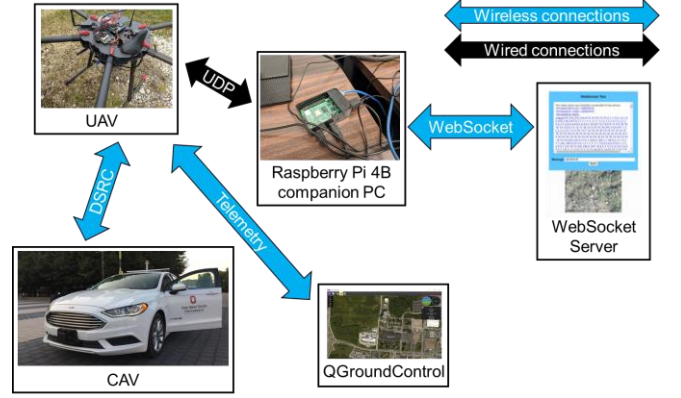 Wireless connections
Wired connections
UAV
UDP
Raspberry Pi 4B
companion PC
WebSocket
WebSocket
Server
DSRC
Telemetry
CAV
QGroundControl